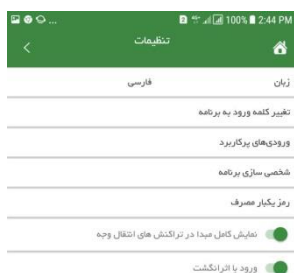 ... 100% 2:44 PM
تنظیمات
زبان فارسی
تغییر کلمه ورود به برنامه
ورودی‌های پرکاربرد
شخصی سازی برنامه
رمز یکبار مصرف
نمایش کامل مبدا در تراکنش های انتقال وجه
ورود با اثرانگشت